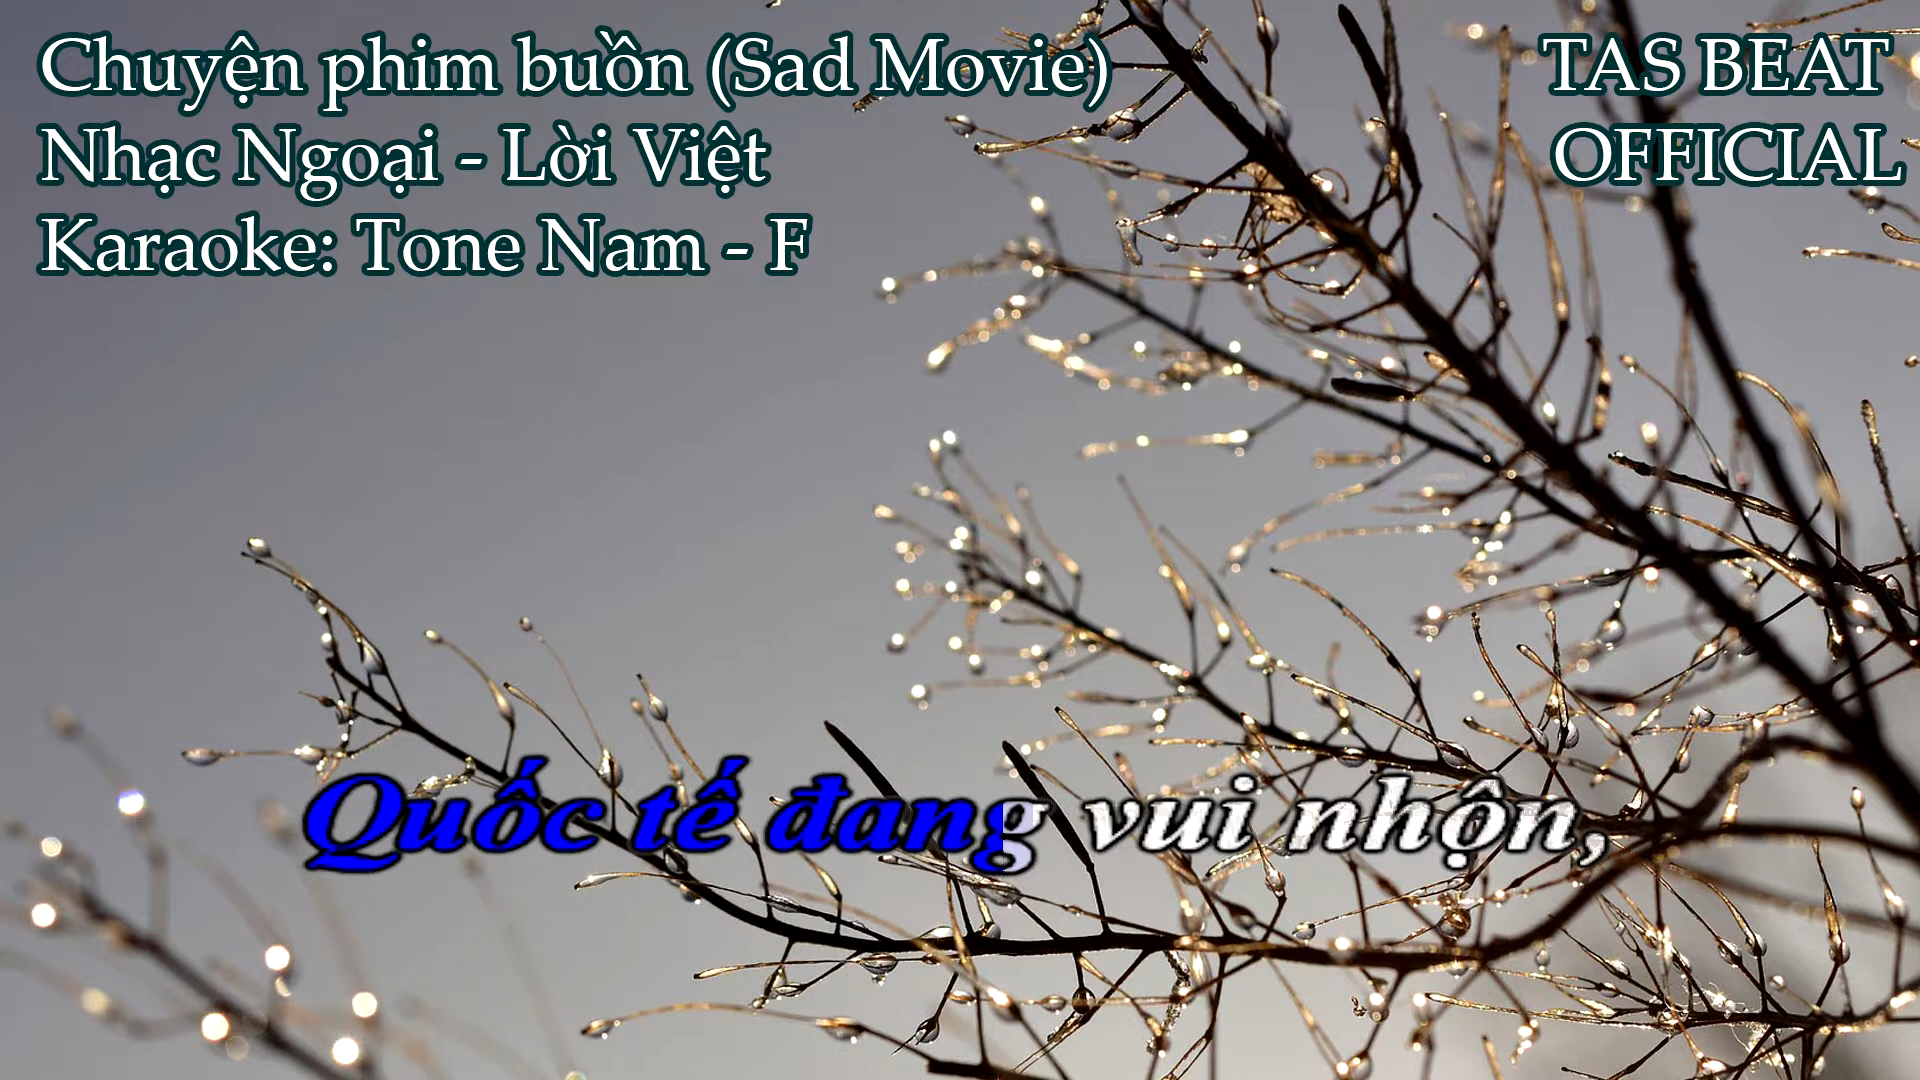 Chuyện phim buồn (Sad Movie)
Nhạc Ngoại - Lời Việt
Karaoke: Tone Nam - F
TAS BEAT
OFFICIAL
Quốc tế đang vui nhộn,